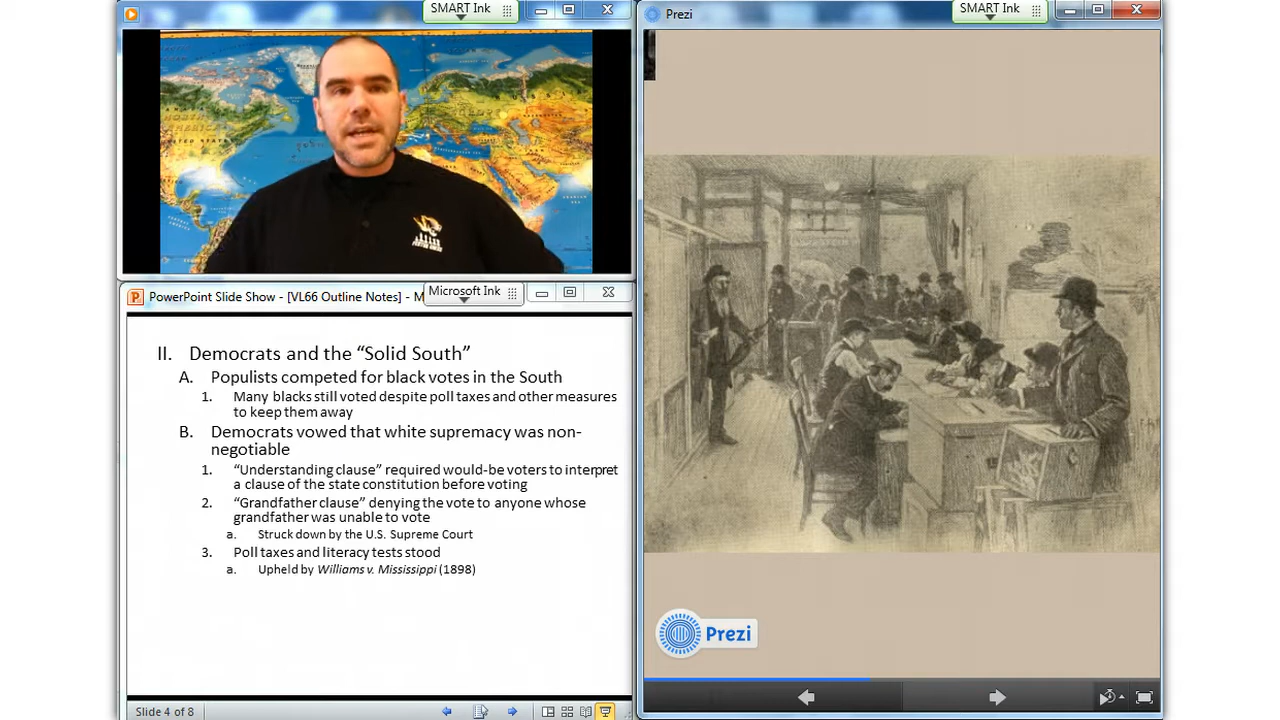 SMART Ink
SMART Ink
Prezi
PowerPoint Slide Show - [VL66 Outline Notes] - M
Microsoft Ink
II. Democrats and the “Solid South”
A. Populists competed for black votes in the South
1. Many blacks still voted despite poll taxes and other measures
to keep them away
B. Democrats vowed that white supremacy was non-
negotiable
1. “Understanding clause” required would-be voters to interpret
a clause of the state constitution before voting
2. “Grandfather clause” denying the vote to anyone whose
grandfather was unable to vote
a. Struck down by the U.S. Supreme Court
3. Poll taxes and literacy tests stood
a. Upheld by Williams v. Mississippi (1898)
Slide 4 of 8
Prezi